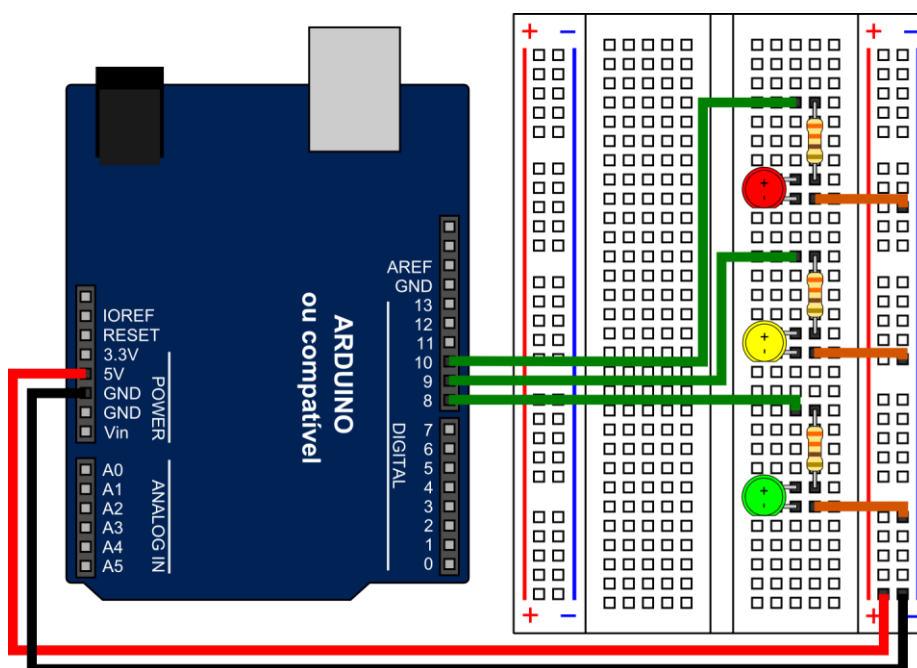 + − + −
AREF
GND
13
12
11
10
9
8
7
6
5
4
3
2
1
0
DIGITAL
ARDUINO
ou compatível
IOREF
RESET
3.3V
5V
GND
GND
Vin
POWER
A0
A1
A2
A3
A4
A5
ANALOG IN
+
-
+
-
+
-
+ − + −